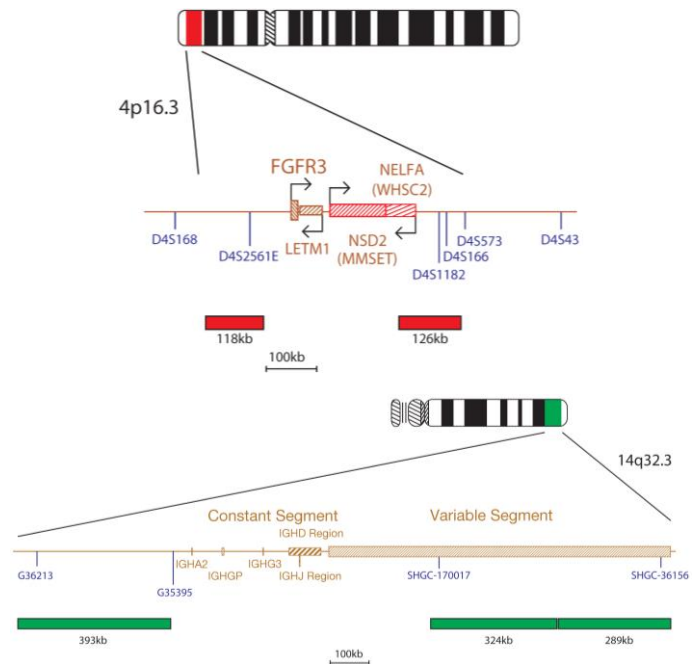 4p16.3
FGFR3
NELFA
(WHSC2)
D4S168
D4S2561E
LETM1
NSD2
(MMSET)
D4S1182
D4S166
D4S573
D4S43
118kb
126kb
100kb
14q32.3
Constant Segment
Variable Segment
IGHD Region
G36213
G35395
IGHA2
IGHGP
IGHG3
IGHJ Region
SHGC-170017
SHGC-36156
393kb
324kb
289kb
100kb